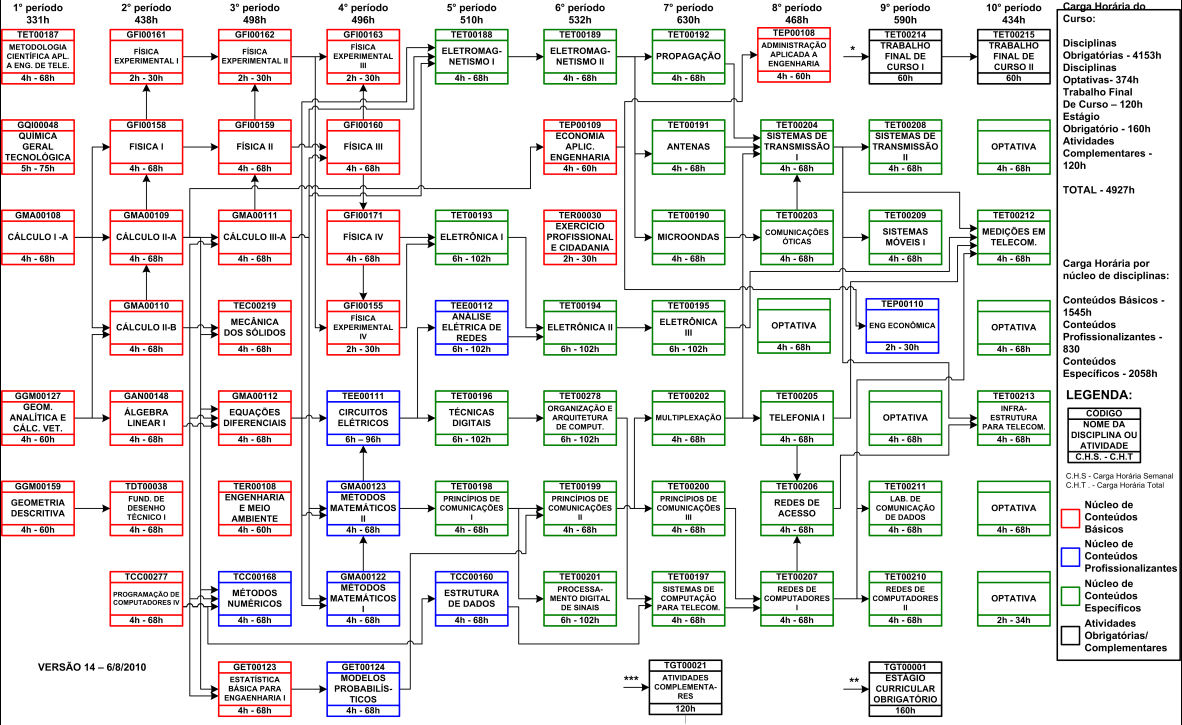 1° período
331h
2° período
438h
3° período
498h
4° período
496h
5° período
510h
6° período
532h
7° período
630h
8° período
468h
9° período
590h
10° período
434h
TET00187
METODOLOGIA
CIENTÍFICA APL.
A ENG. DE TELE.
4h - 68h
GFI00161
FÍSICA
EXPERIMENTAL I
2h - 30h
GFI00162
FÍSICA
EXPERIMENTAL II
2h - 30h
GFI00163
FÍSICA
EXPERIMENTAL
III
2h - 30h
TET00188
ELETROMAG-
NETISMO I
4h - 68h
TET00189
ELETROMAG-
NETISMO II
4h - 68h
TET00192
PROPAGAÇÃO
4h - 68h
TEP00108
ADMINISTRAÇÃO
APLICADA A
ENGENHARIA
4h - 60h
*
TET00214
TRABALHO
FINAL DE
CURSO I
60h
TET00215
TRABALHO
FINAL DE
CURSO II
60h
GQI00048
QUÍMICA
GERAL
TECNOLÓGICA
5h - 75h
GFI00158
FISICA I
4h - 68h
GFI00159
FÍSICA II
4h - 68h
GFI00160
FÍSICA III
4h - 68h
TEP00109
ECONOMIA
APLIC.
ENGENHARIA
4h - 60h
TET00191
ANTENAS
4h - 68h
TET00204
SISTEMAS DE
TRANSMISSÃO
I
4h - 68h
TET00208
SISTEMAS DE
TRANSMISSÃO
II
4h - 68h
OPTATIVA
4h - 68h
GMA00108
CÁLCULO I -A
4h - 68h
GMA00109
CÁLCULO II-A
4h - 68h
GMA00111
CÁLCULO III-A
4h - 68h
GFI00171
FÍSICA IV
4h - 68h
TET00193
ELETRÔNICA I
6h - 102h
TER00030
EXERCÍCIO
PROFISSIONAL
E CIDADANIA
2h - 30h
TET00190
MICROONDAS
4h - 68h
TET00203
COMUNICAÇÕES
ÓTICAS
4h - 68h
TET00209
SISTEMAS
MÓVEIS I
4h - 68h
TET00212
MEDIÇÕES EM
TELECOM.
4h - 68h
GMA00110
CÁLCULO II-B
4h - 68h
TEC00219
MECÂNICA
DOS SÓLIDOS
4h - 68h
GFI00155
FÍSICA
EXPERIMENTAL
IV
2h - 30h
TEE00112
ANÁLISE
ELÉTRICA DE
REDES
6h - 102h
TET00194
ELETRÔNICA II
6h - 102h
TET00195
ELETRÔNICA
III
6h - 102h
OPTATIVA
4h - 68h
TEP00110
ENG ECONÔMICA
2h - 30h
OPTATIVA
4h - 68h
GGM00127
GEOM.
ANALÍTICA E
CÁLC. VET.
4h - 60h
GAN00148
ÁLGEBRA
LINEAR I
4h - 68h
GMA00112
EQUAÇÕES
DIFERENCIAIS
4h - 68h
TEE00111
CIRCUITOS
ELÉTRICOS
6h – 96h
TET00196
TÉCNICAS
DIGITAIS
6h - 102h
TET00278
ORGANIZAÇÃO E
ARQUITETURA
DE COMPUT.
6h - 102h
TET00202
MULTIPLEXAÇÃO
4h - 68h
TET00205
TELEFONIA I
4h - 68h
OPTATIVA
4h - 68h
TET00213
INFRA-
ESTRUTURA
PARA TELECOM.
4h - 68h
GGM00159
GEOMETRIA
DESCRITIVA
4h - 60h
TDT00038
FUND. DE
DESENHO
TÉCNICO I
4h - 68h
TER00108
ENGENHARIA
E MEIO
AMBIENTE
4h - 60h
GMA00123
MÉTODOS
MATEMÁTICOS
II
4h - 68h
TET00198
PRINCÍPIOS DE
COMUNICAÇÕES
I
4h - 68h
TET00199
PRINCÍPIOS DE
COMUNICAÇÕES
II
4h - 68h
TET00200
PRINCÍPIOS DE
COMUNICAÇÕES
III
4h - 68h
TET00206
REDES DE
ACESSO
4h - 68h
TET00211
LAB. DE
COMUNICAÇÃO
DE DADOS
4h - 68h
OPTATIVA
4h - 68h
TCC00277
PROGRAMAÇÃO DE
COMPUTADORES IV
4h - 68h
TCC00168
MÉTODOS
NUMÉRICOS
4h - 68h
GMA00122
MÉTODOS
MATEMÁTICOS
I
4h - 68h
TCC00160
ESTRUTURA
DE DADOS
4h - 68h
TET00201
PROCESSA-
MENTO DIGITAL
DE SINAIS
6h - 102h
TET00197
SISTEMAS DE
COMPUTAÇÃO
PARA TELECOM.
4h - 68h
TET00207
REDES DE
COMPUTADORES
I
4h - 68h
TET00210
REDES DE
COMPUTADORES
II
4h - 68h
OPTATIVA
2h - 34h
VERSÃO 14 – 6/8/2010
GET00123
ESTATÍSTICA
BÁSICA PARA
ENGAENHARIA I
4h - 68h
GET00124
MODELOS
PROBABILÍS-
TICOS
4h - 68h
***
TGT00021
ATIVIDADES
COMPLEMENTA-
RES
120h
**
TGT00001
ESTÁGIO
CURRICULAR
OBRIGATÓRIO
160h
Carga Horária do
Curso:
Disciplinas
Obrigatórias - 4153h
Disciplinas
Optativas- 374h
Trabalho Final
De Curso – 120h
Estágio
Obrigatório - 160h
Atividades
Complementares -
120h
TOTAL - 4927h
Carga Horária por
núcleo de disciplinas:
Conteúdos Básicos -
1545h
Conteúdos
Profissionalizantes -
830
Conteúdos
Específicos - 2058h
LEGENDA:
CÓDIGO
NOME DA
DISCIPLINA OU
ATIVIDADE
C.H.S. - C.H.T
C.H.S - Carga Horária Semanal
C.H.T . - Carga Horária Total
Núcleo de
Conteúdos
Básicos
Núcleo de
Conteúdos
Profissionalizantes
Núcleo de
Conteúdos
Específicos
Atividades
Obrigatórias/
Complementares